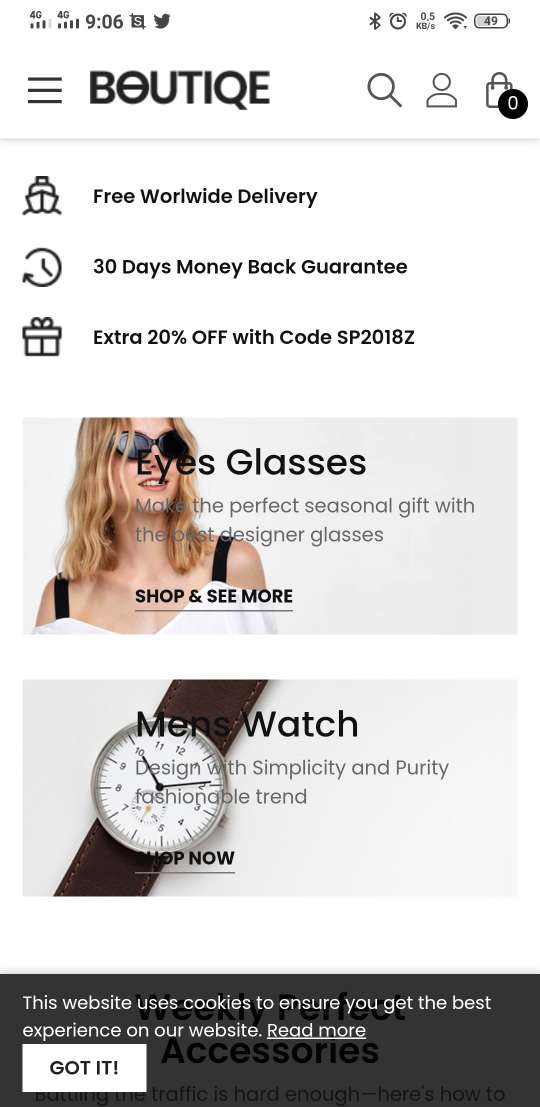 4G 4G 9:06 0,5 KB/s 49
BOUTIQE
0
Free Worlwide Delivery
30 Days Money Back Guarantee
Extra 20% OFF with Code SP2018Z
Eyes Glasses
Make the perfect seasonal gift with
the best designer glasses
SHOP & SEE MORE
Mens Watch
Design with Simplicity and Purity
fashionable trend
SHOP NOW
This website uses cookies to ensure you get the best
experience on our website. Read more
GOT IT!
Weekly Perfect
Accessories
Battling the traffic is hard enough—here's how to